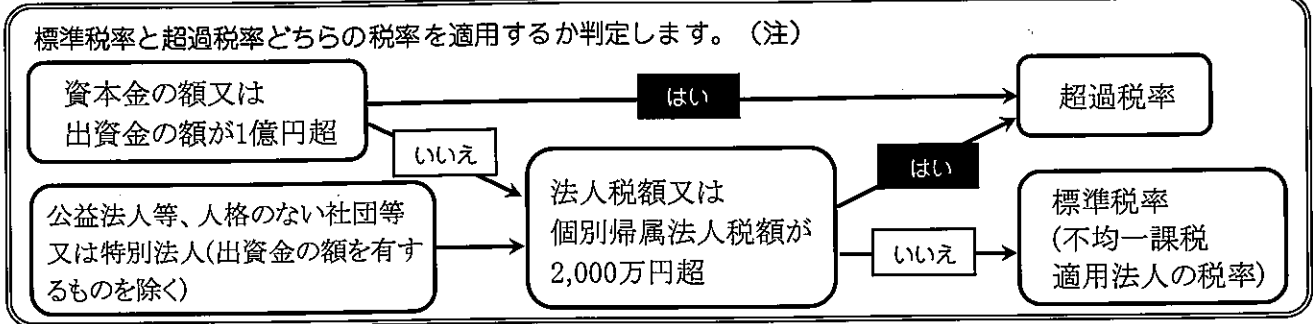 標準税率と超過税率どちらの税率を適用するか判定します。（注）
資本金の額又は
出資金の額が1億円超
はい
超過税率
いいえ
公益法人等、人格のない社団等
又は特別法人(出資金の額を有す
るものを除く)
法人税額又は
個別帰属法人税額が
2,000万円超
はい
いいえ
標準税率
(不均一課税
適用法人の税率)